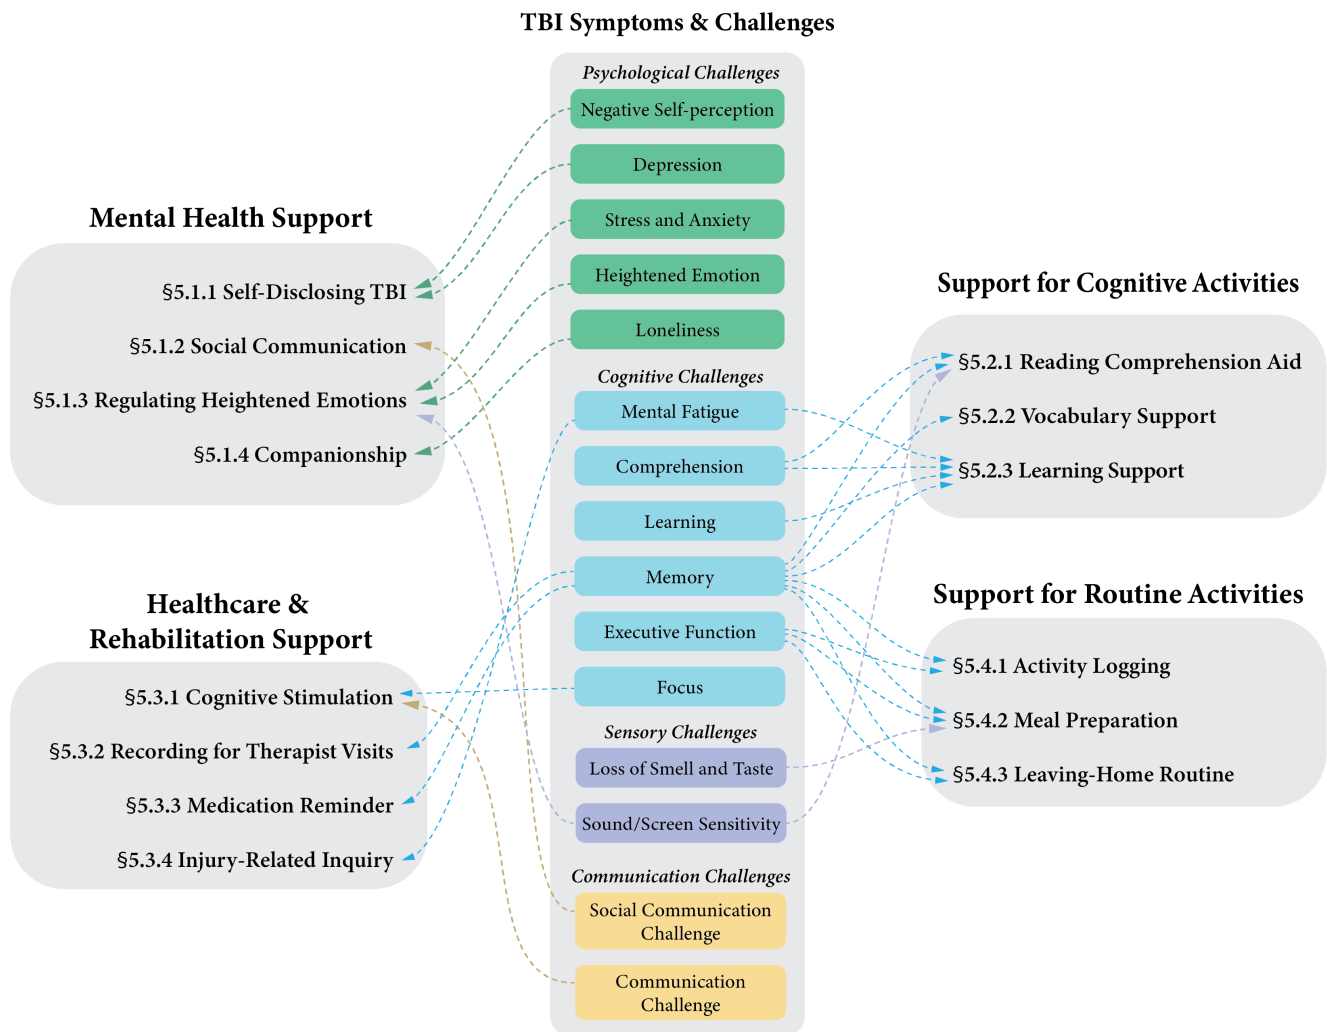 TBI Symptoms & Challenges
Psychological Challenges
Negative Self-perception
Depression
Stress and Anxiety
Heightened Emotion
Loneliness
Cognitive Challenges
Mental Fatigue
Comprehension
Learning
Memory
Executive Function
Focus
Sensory Challenges
Loss of Smell and Taste
Sound/Screen Sensitivity
Communication Challenges
Social Communication
Challenge
Communication
Challenge
Mental Health Support
§5.1.1 Self-Disclosing TBI
§5.1.2 Social Communication
§5.1.3 Regulating Heightened Emotions
§5.1.4 Companionship
Healthcare &
Rehabilitation Support
§5.3.1 Cognitive Stimulation
§5.3.2 Recording for Therapist Visits
§5.3.3 Medication Reminder
§5.3.4 Injury-Related Inquiry
Support for Cognitive Activities
§5.2.1 Reading Comprehension Aid
§5.2.2 Vocabulary Support
§5.2.3 Learning Support
Support for Routine Activities
§5.4.1 Activity Logging
§5.4.2 Meal Preparation
§5.4.3 Leaving-Home Routine